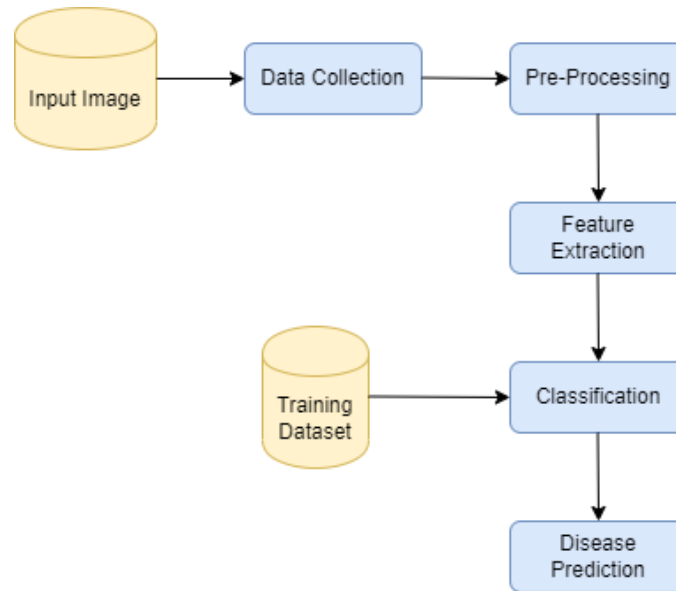 Input Image
Data Collection
Pre-Processing
Feature
Extraction
Training
Dataset
Classification
Disease
Prediction